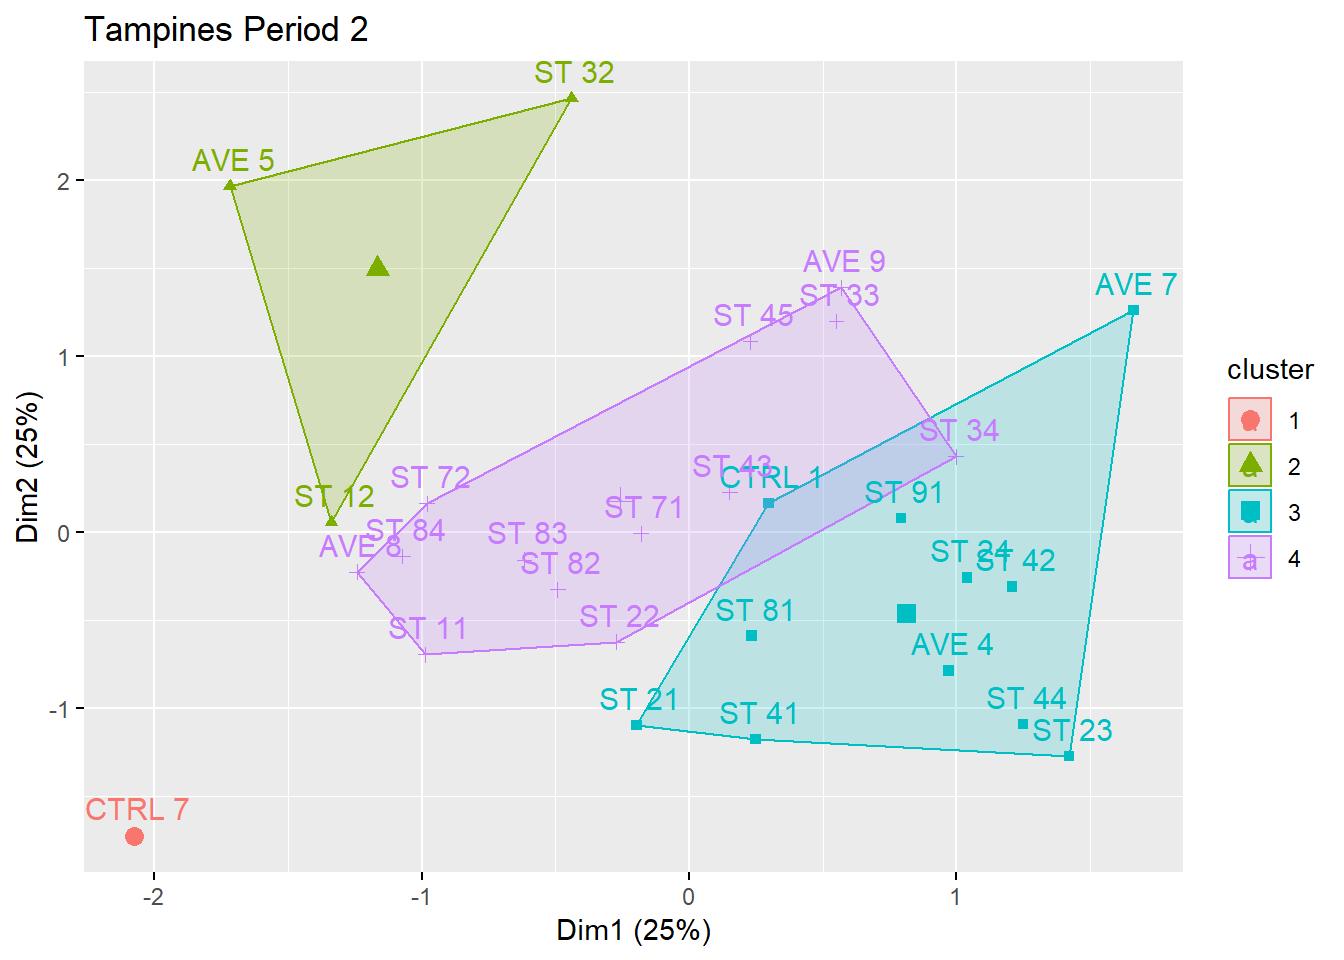 Tampines Period 2
ST 32
AVE 5
AVE 9
AVE 7
ST 33
ST 45
ST 34
ST 43
CTRL 1
ST 72
ST 12
ST 91
ST 71
ST 84
ST 83
AVE 8
ST 24
ST 42
ST 82
ST 81
ST 22
ST 11
AVE 4
ST 21
ST 41
ST 44
ST 23
CTRL 7
2
1
0
-1
-2
-1
0
1
Dim1 (25%)
Dim2 (25%)
cluster
a 1
a 2
a 3
a 4